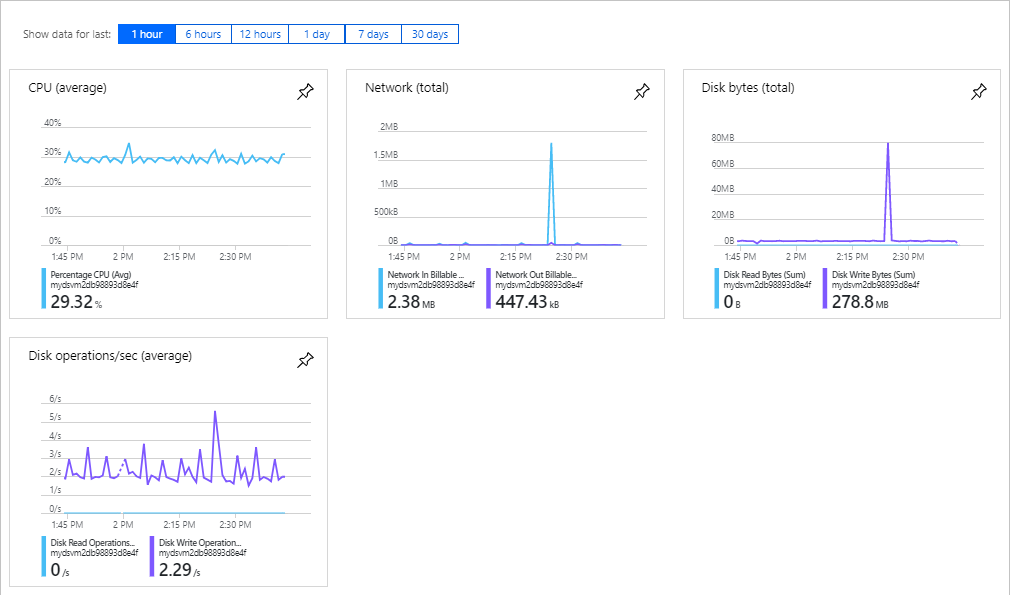 Show data for last: 1 hour 6 hours 12 hours 1 day 7 days 30 days
CPU (average)
40%
30%
20%
10%
0%
1:45 PM 2 PM 2:15 PM 2:30 PM
Percentage CPU (Avg)
mydsvm2db98893d8e4f
29.32 %
Network (total)
2MB
1.5MB
1MB
500kB
0B
1:45 PM 2 PM 2:15 PM 2:30 PM
Network In Billable ...
mydsvm2db98893d8e4f
2.38 MB
Network Out Billable...
mydsvm2db98893d8e4f
447.43 kB
Disk bytes (total)
80MB
60MB
40MB
20MB
0B
1:45 PM 2 PM 2:15 PM 2:30 PM
Disk Read Bytes (Sum)
mydsvm2db98893d8e4f
0 B
Disk Write Bytes (Sum)
mydsvm2db98893d8e4f
278.8 MB
Disk operations/sec (average)
6/s
5/s
4/s
3/s
2/s
1/s
0/s
1:45 PM 2 PM 2:15 PM 2:30 PM
Disk Read Operations...
mydsvm2db98893d8e4f
0 /s
Disk Write Operation...
mydsvm2db98893d8e4f
2.29 /s